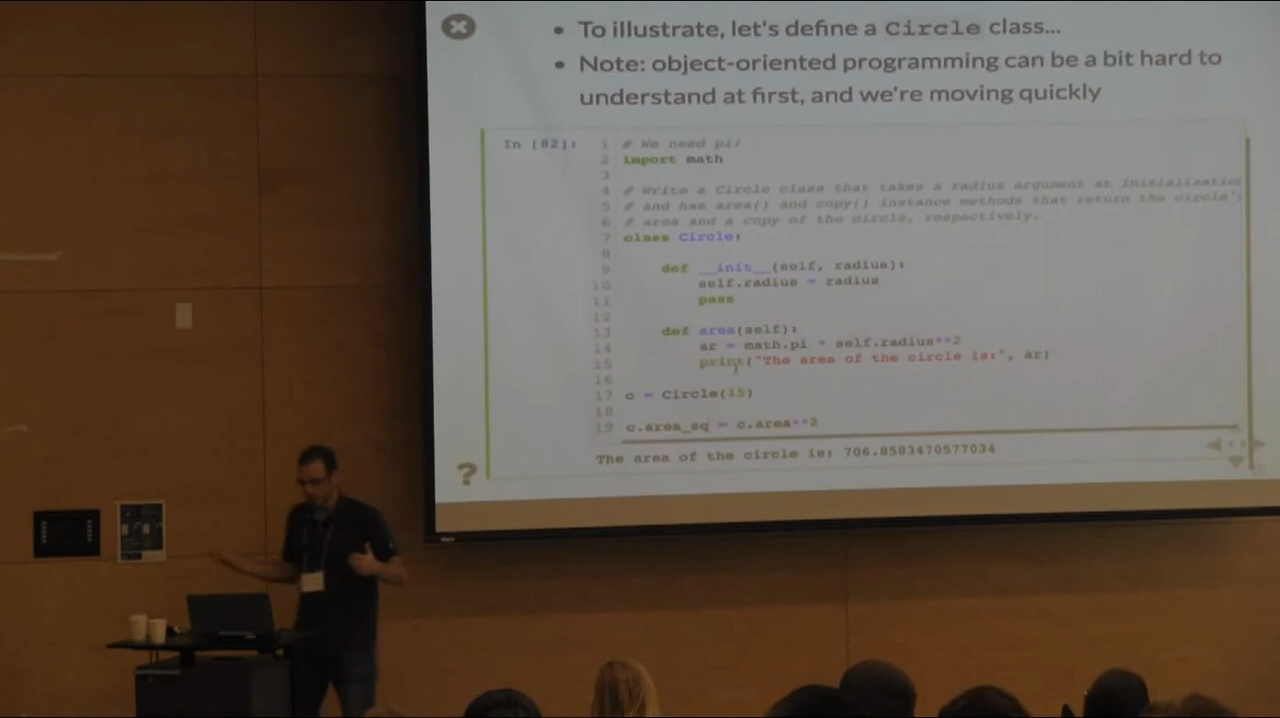 • To illustrate, let's define a Circle class...
• Note: object-oriented programming can be a bit hard to
understand at first, and we're moving quickly
In [82]:
1 # We need pi!
2 import math
3
4 # Write a Circle class that takes a radius argument at initialization
5 # and has area() and copy() instance methods that return the circle's
6 # area and a copy of the circle, respectively.
7 class Circle:
8
9 def __init__(self, radius):
10 self.radius = radius
11 pass
12
13 def area(self):
14 ar = math.pi * self.radius**2
15 print("The area of the circle is:", ar)
16
17 c = Circle(15)
18
19 c.area_sq = c.area**2
The area of the circle is: 706.8583470577034
?